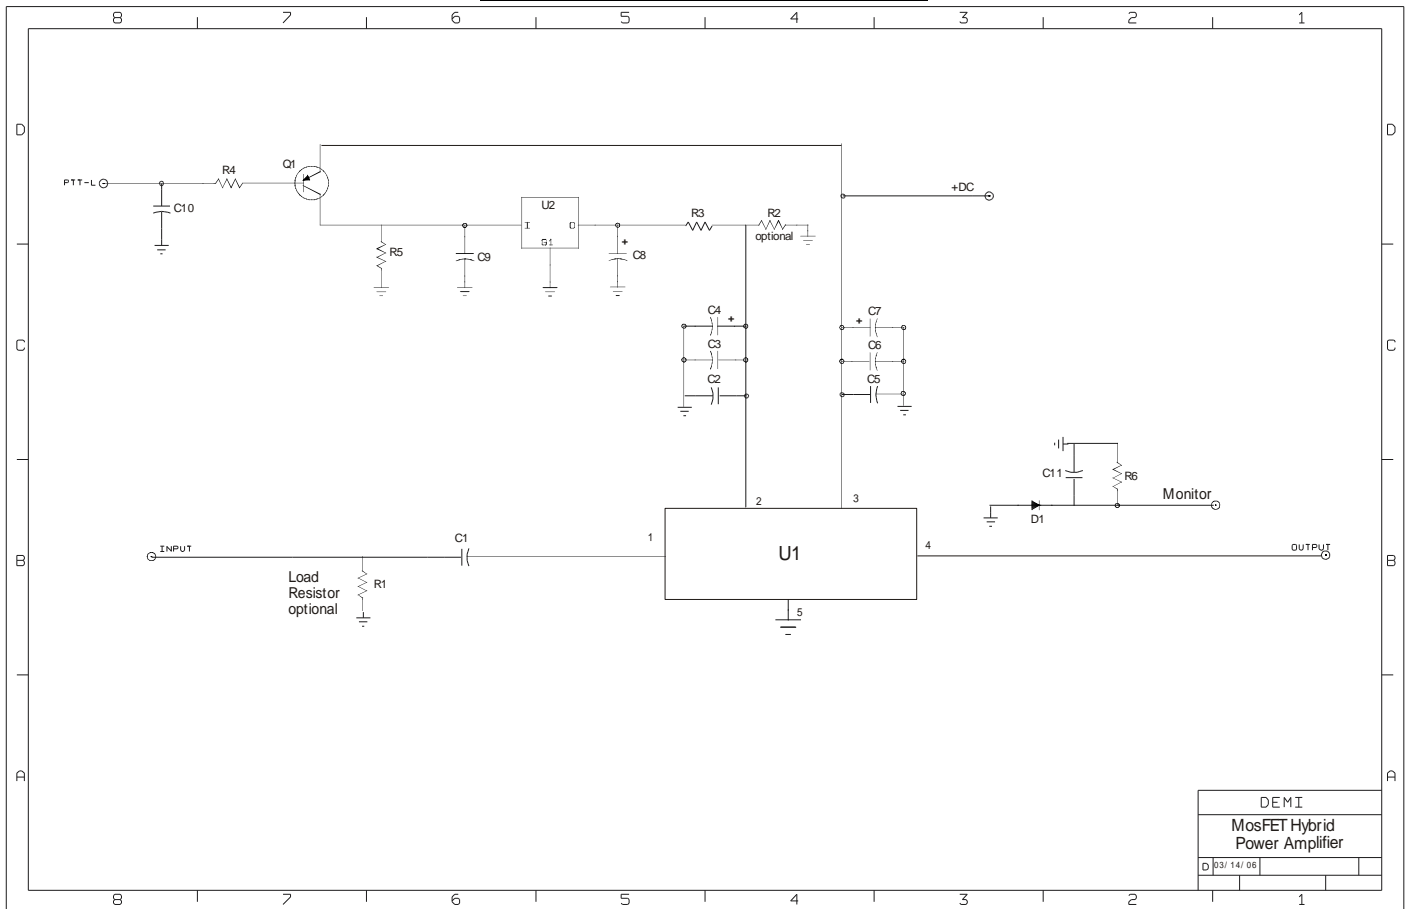 8 7 6 5 4 3 2 1
D D
Q1
R4
PTT-L
+DC
C10
U2
R3 R2
optional
I O
G1
+
R5 C9 C8
C4 +
+ C7
C C
C3
C6
C2
C5
C11 R6
Monitor
2 3
D1
1
C1
U1
4
INPUT
OUTPUT
B B
Load
Resistor
optional
R1
5
A A
DEMI
MosFET Hybrid
Power Amplifier
D 03/ 14/ 06
8 7 6 5 4 3 2 1